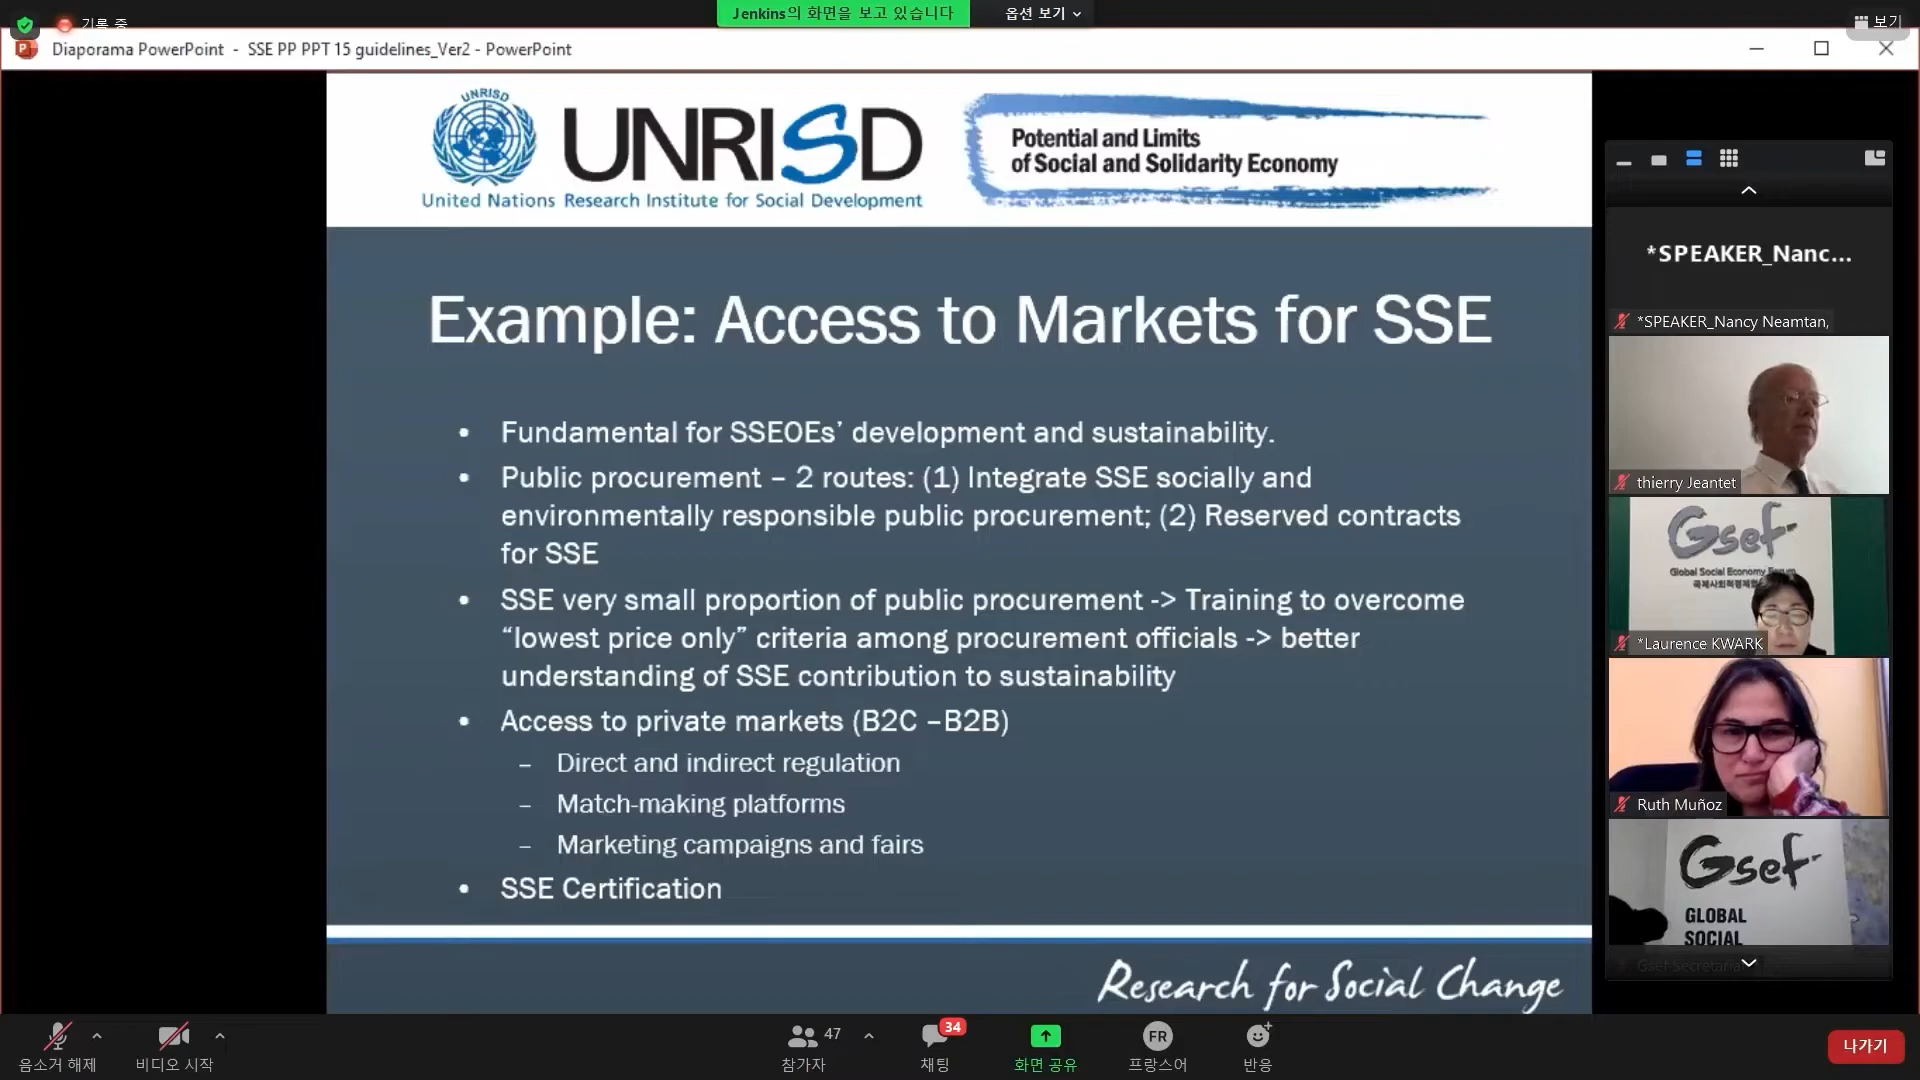 기록 중
Jenkins의 화면을 보고 있습니다
옵션 보기
보기
Diaporama PowerPoint - SSE PP PPT 15 guidelines_Ver2 - PowerPoint
UNRISD
UNRISD
United Nations Research Institute for Social Development
Potential and Limits
of Social and Solidarity Economy
Example: Access to Markets for SSE
• Fundamental for SSEOEs’ development and sustainability.
• Public procurement – 2 routes: (1) Integrate SSE socially and
environmentally responsible public procurement; (2) Reserved contracts
for SSE
• SSE very small proportion of public procurement -> Training to overcome
“lowest price only” criteria among procurement officials -> better
understanding of SSE contribution to sustainability
• Access to private markets (B2C –B2B)
– Direct and indirect regulation
– Match-making platforms
– Marketing campaigns and fairs
• SSE Certification
Research for Social Change
*SPEAKER_Nanc...
*SPEAKER_Nancy Neamtan,
thierry Jeantet
Gsef
Global Social Economy Forum
*Laurence KWARK
Ruth Muñoz
Gsef
GLOBAL
SOCIAL
Gsef Secretaria
음소거 해제
비디오 시작
47
참가자
34
채팅
화면 공유
FR
프랑스어
반응
나가기